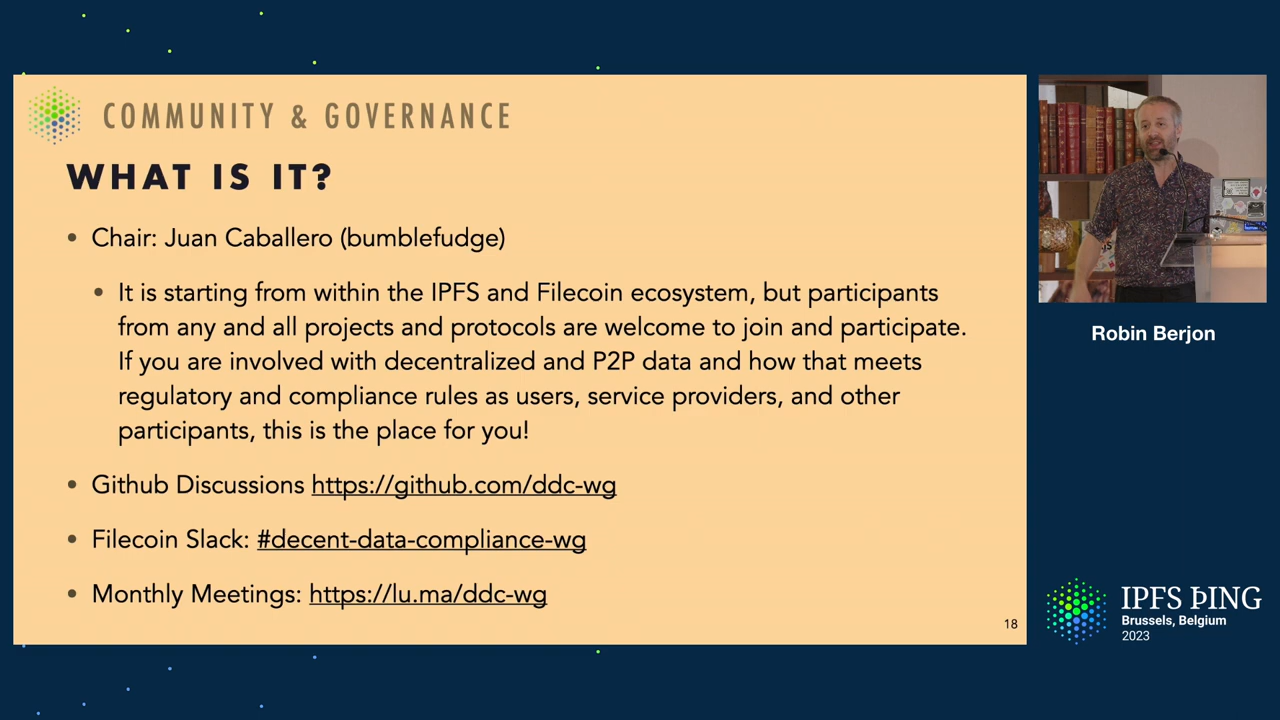 COMMUNITY & GOVERNANCE
WHAT IS IT?
• Chair: Juan Caballero (bumblefudge)
• It is starting from within the IPFS and Filecoin ecosystem, but participants
from any and all projects and protocols are welcome to join and participate.
If you are involved with decentralized and P2P data and how that meets
regulatory and compliance rules as users, service providers, and other
participants, this is the place for you!
• Github Discussions https://github.com/ddc-wg
• Filecoin Slack: #decent-data-compliance-wg
• Monthly Meetings: https://lu.ma/ddc-wg
18
Robin Berjon
IPFS ÞING
Brussels, Belgium
2023